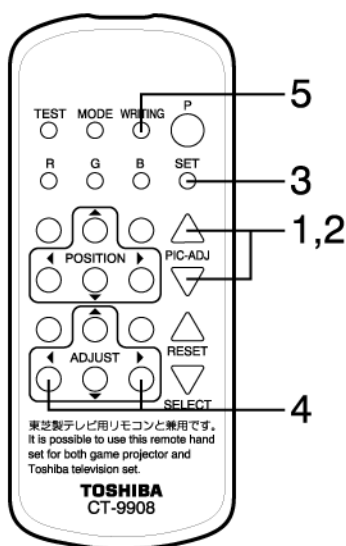 5
TEST MODE WRITING P
R G B SET
3
1,2
POSITION PIC-ADJ
ADJUST RESET
4
SELECT
東芝製テレビ用リモコンと兼用です。
It is possible to use this remote hand
set for both game projector and
Toshiba television set.
TOSHIBA
CT-9908